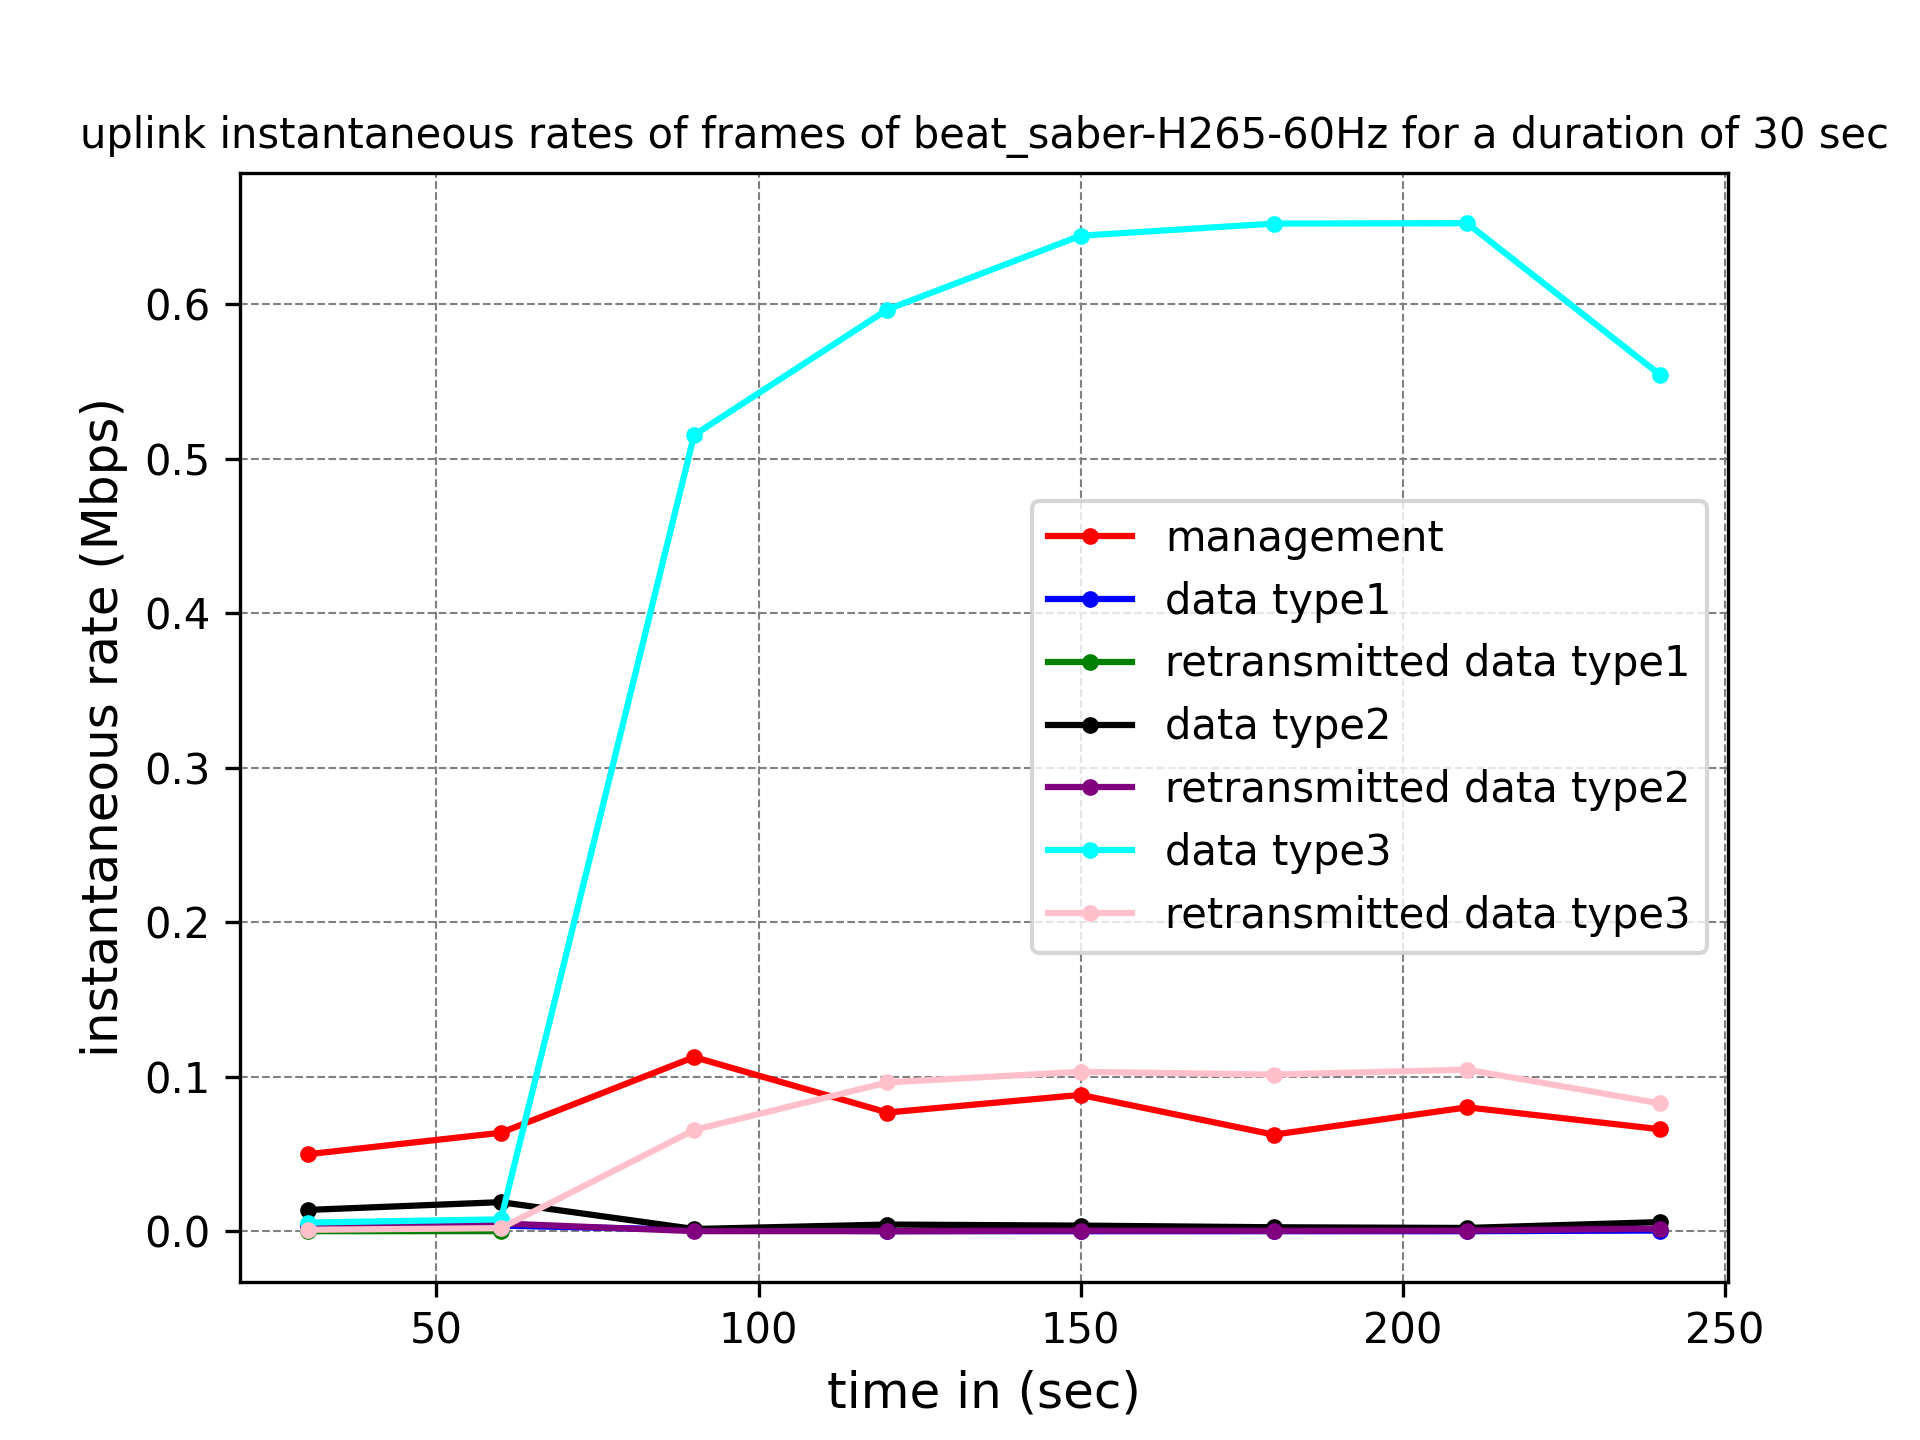 uplink instantaneous rates of frames of beat_saber-H265-60Hz for a duration of 30 sec
instantaneous rate (Mbps)
0.6
0.5
0.4
0.3
0.2
0.1
0.0
management
data type1
retransmitted data type1
data type2
retransmitted data type2
data type3
retransmitted data type3
50 100 150 200 250
time in (sec)